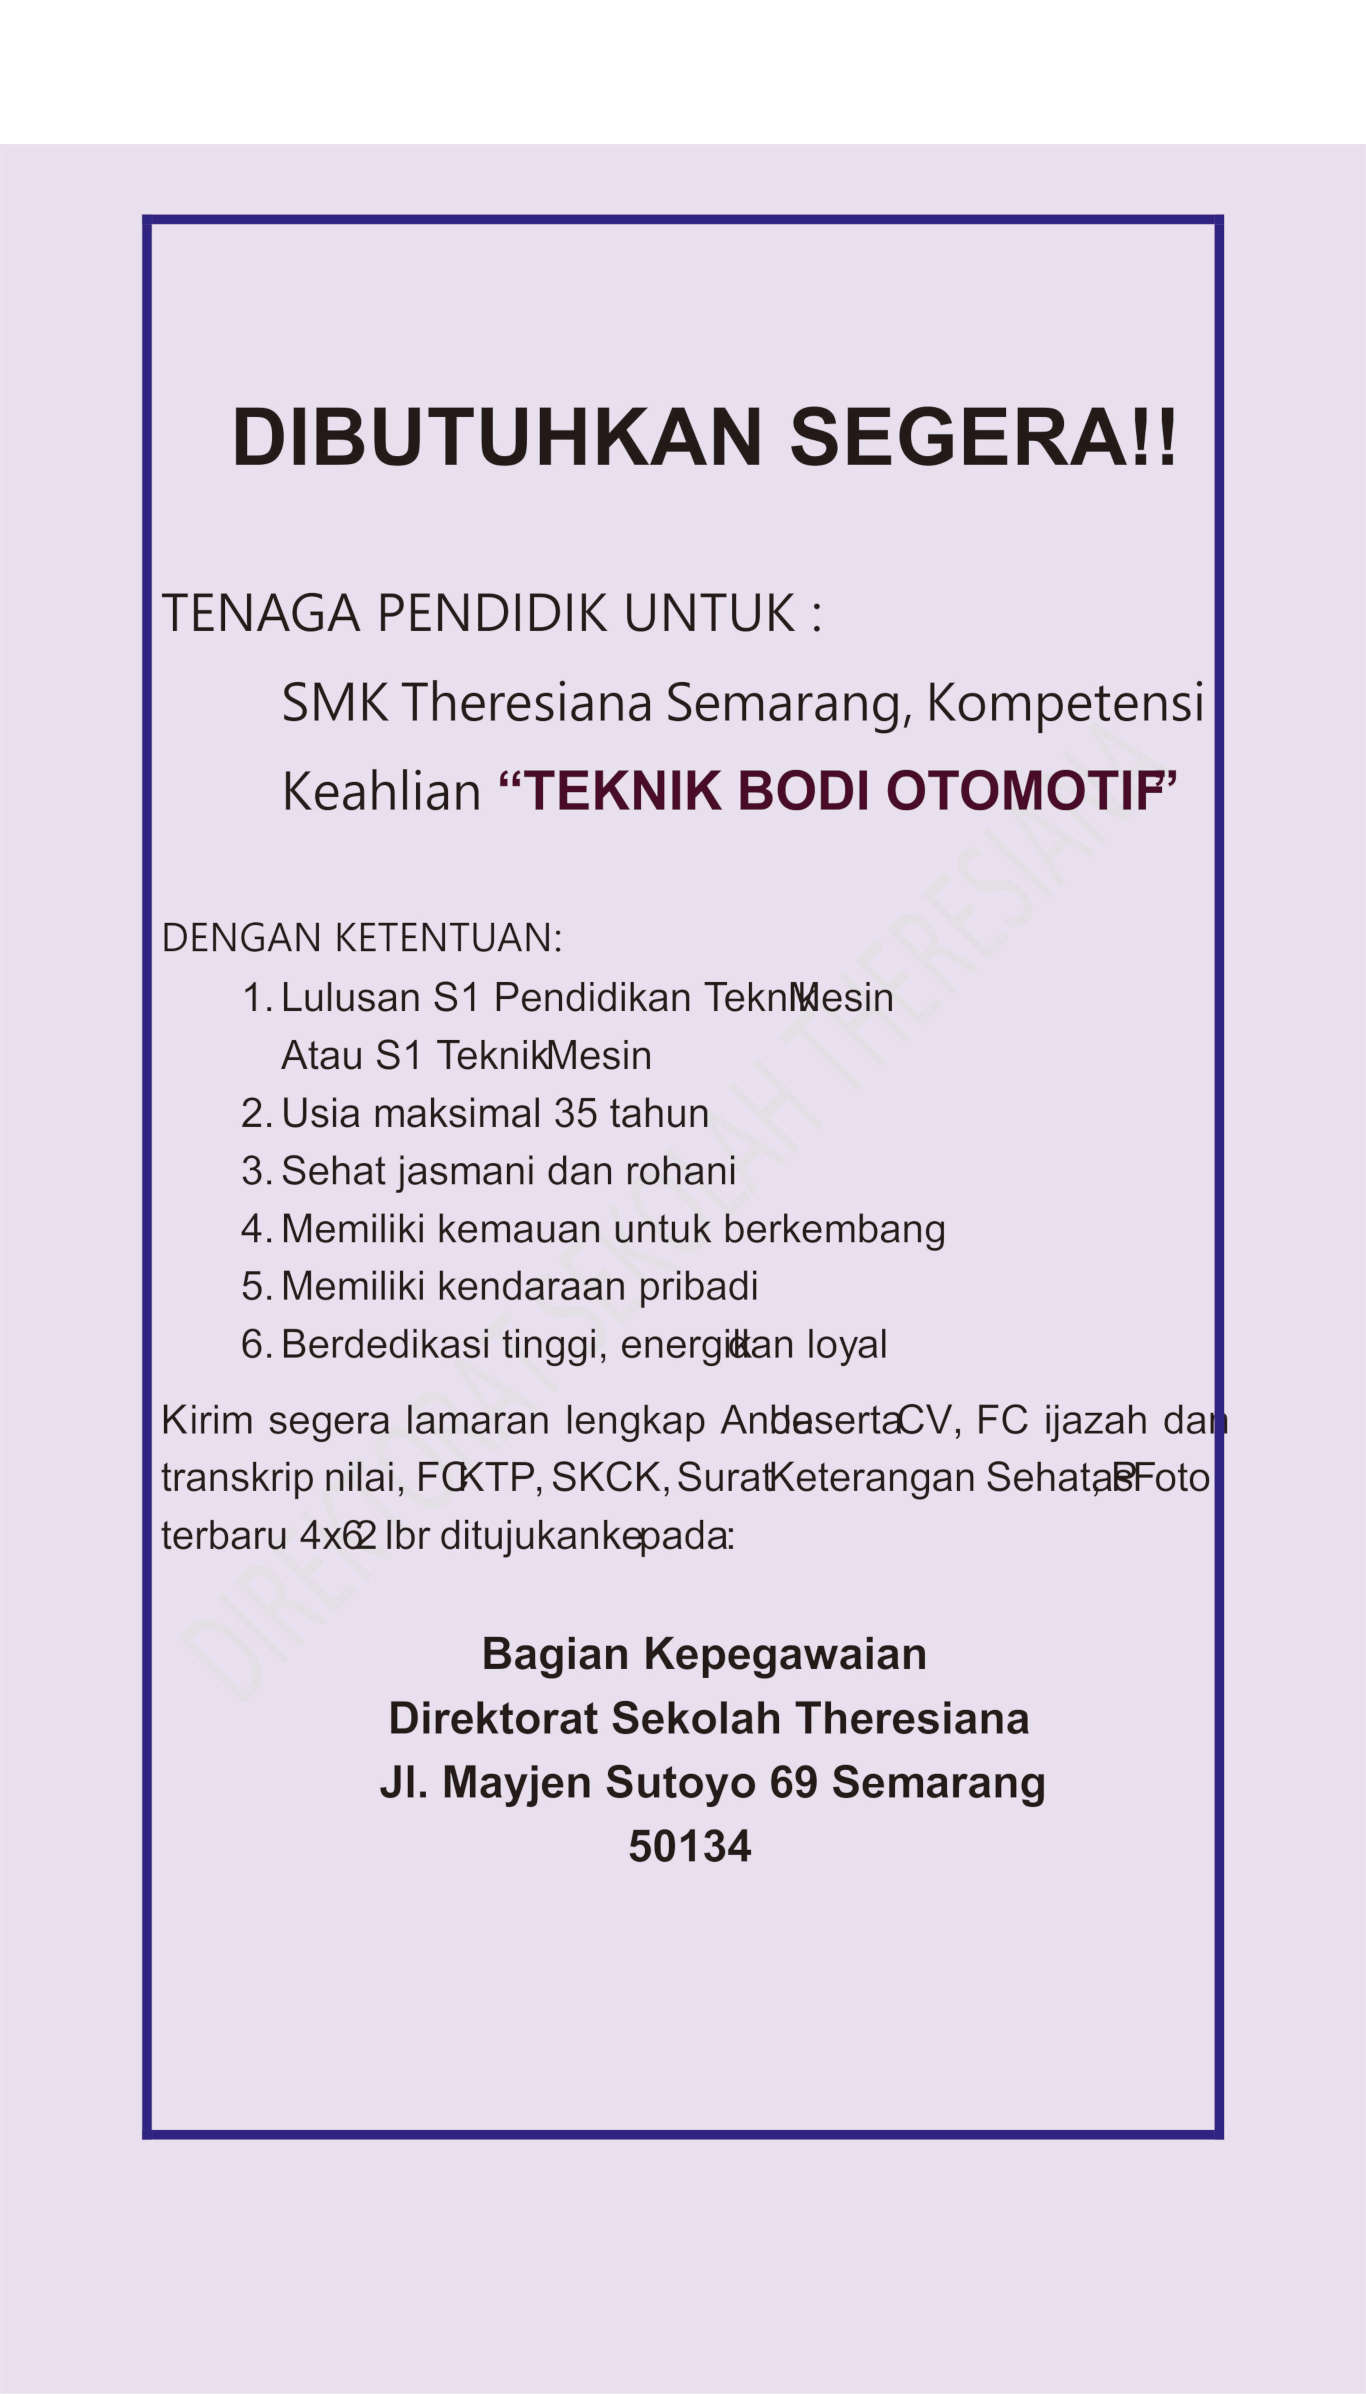 DIBUTUHKAN SEGERA!!
TENAGA PENDIDIK UNTUK :
SMK Theresiana Semarang, Kompetensi
Keahlian “TEKNIK BODI OTOMOTIF”
DENGAN KETENTUAN:
1. Lulusan S1 Pendidikan Teknik Mesin
Atau S1 Teknik Mesin
2. Usia maksimal 35 tahun
3. Sehat jasmani dan rohani
4. Memiliki kemauan untuk berkembang
5. Memiliki kendaraan pribadi
6. Berdedikasi tinggi, energik dan loyal
Kirim segera lamaran lengkap Anda beserta CV, FC ijazah dan
transkrip nilai, FC KTP, SKCK, Surat Keterangan Sehat, Pas Foto
terbaru 4x6 2 lbr ditujukan kepada:
Bagian Kepegawaian
Direktorat Sekolah Theresiana
Jl. Mayjen Sutoyo 69 Semarang
50134
DIREKTORAT SEKOLAH THERESIANA